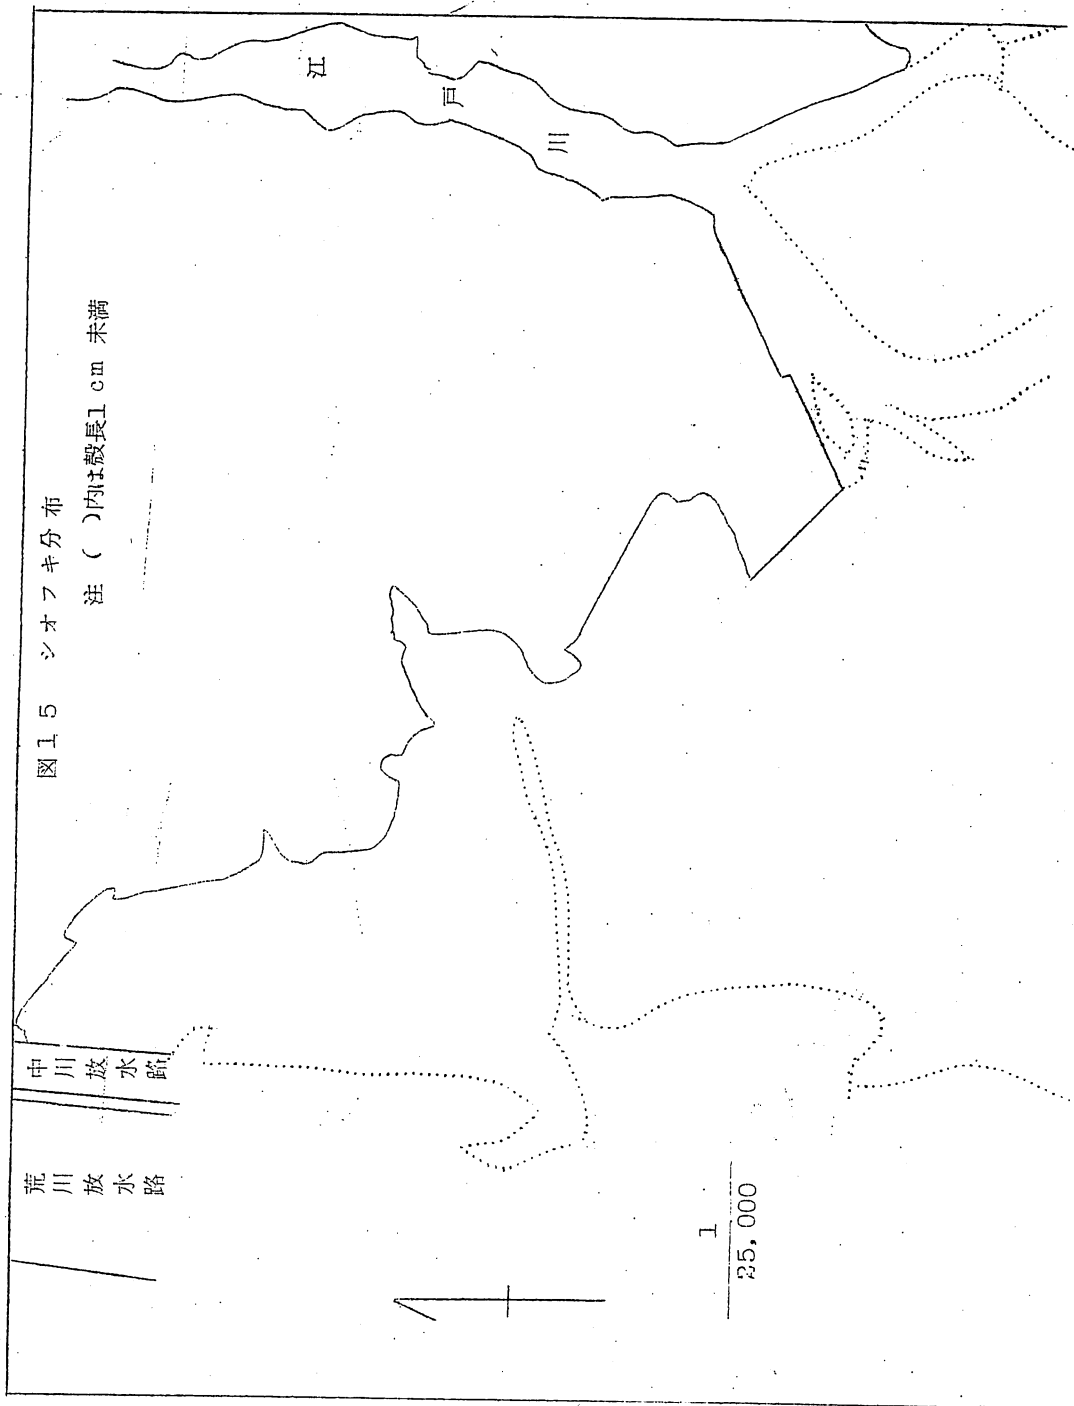 図15 シオフキ分布
注 ( )内は殻長1cm未満
荒川放水路
中川放水路
江戸川
1
25,000